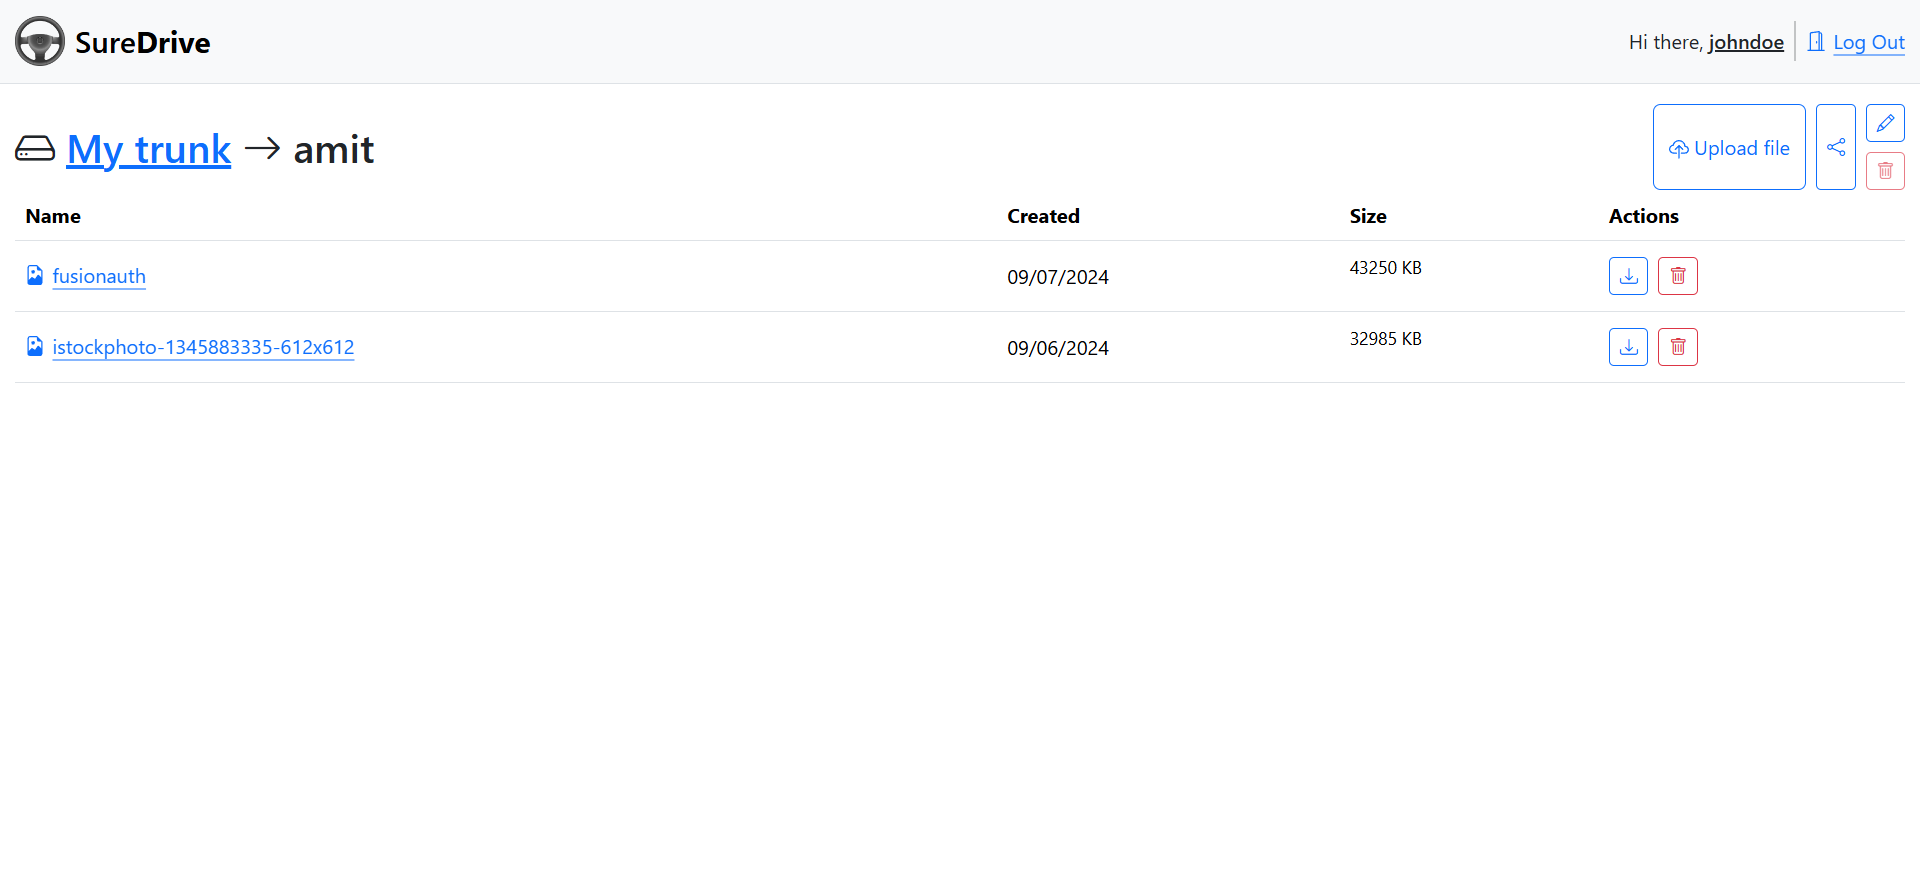 SureDrive
Hi there, johndoe
Log Out
My trunk → amit
Upload file
Name Created Size Actions
fusionauth 09/07/2024 43250 KB
istockphoto-1345883335-612x612 09/06/2024 32985 KB